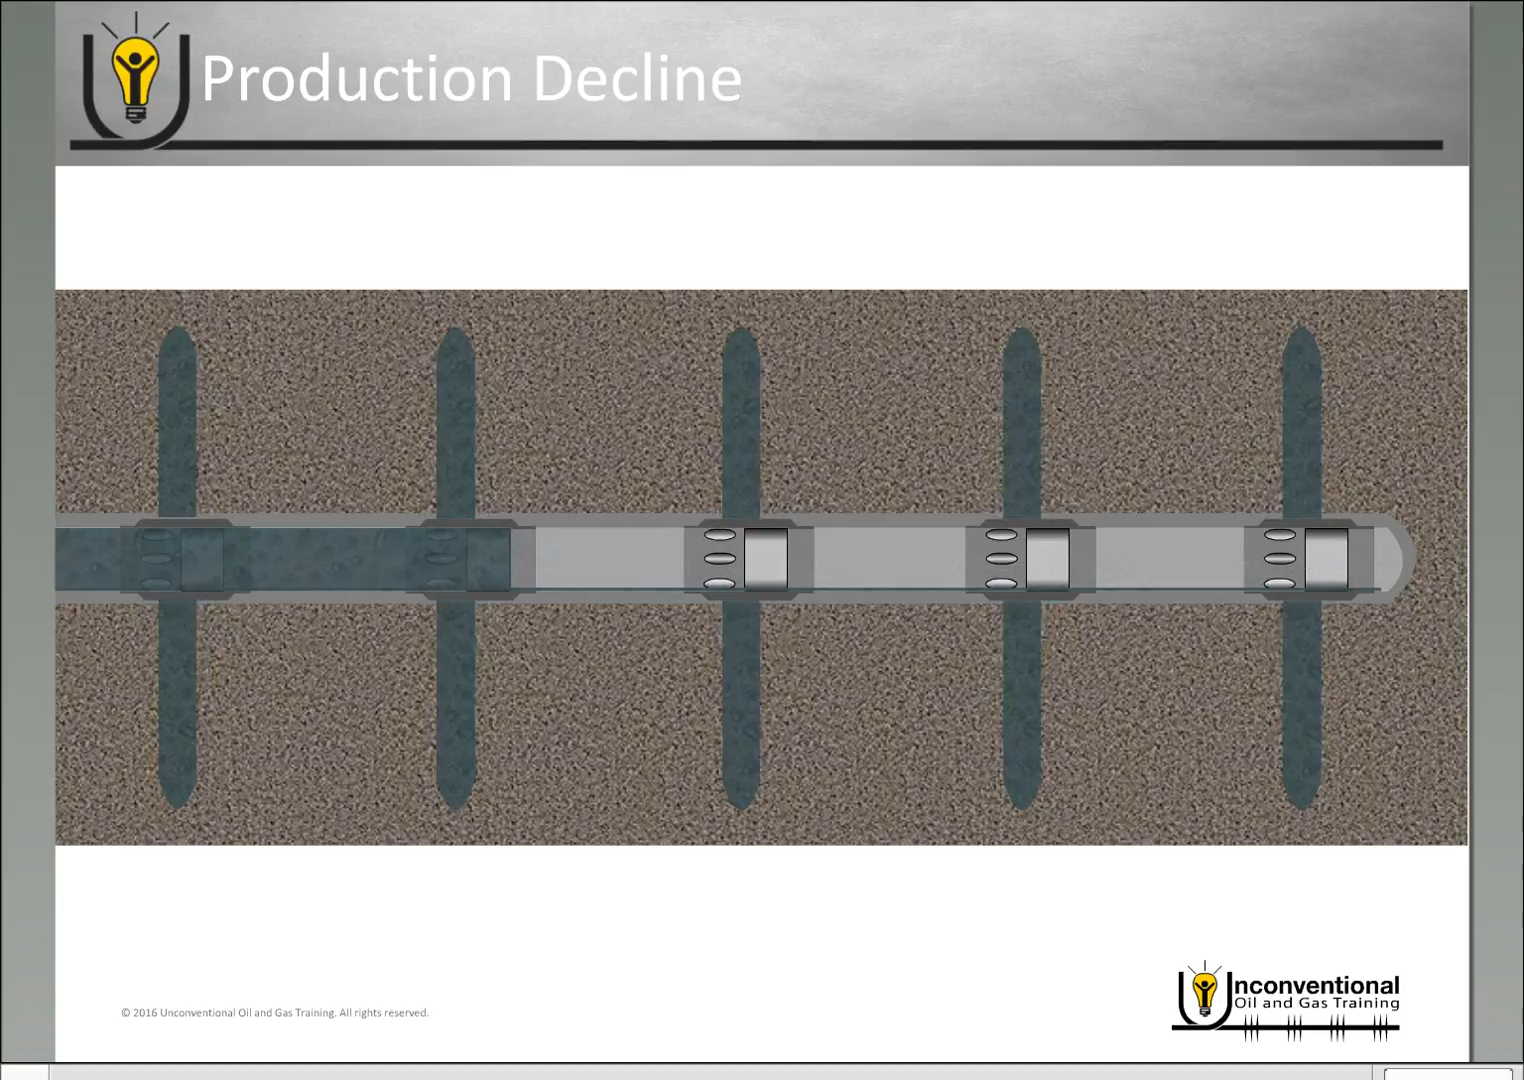 Production Decline
© 2016 Unconventional Oil and Gas Training. All rights reserved.
Unconventional
Oil and Gas Training